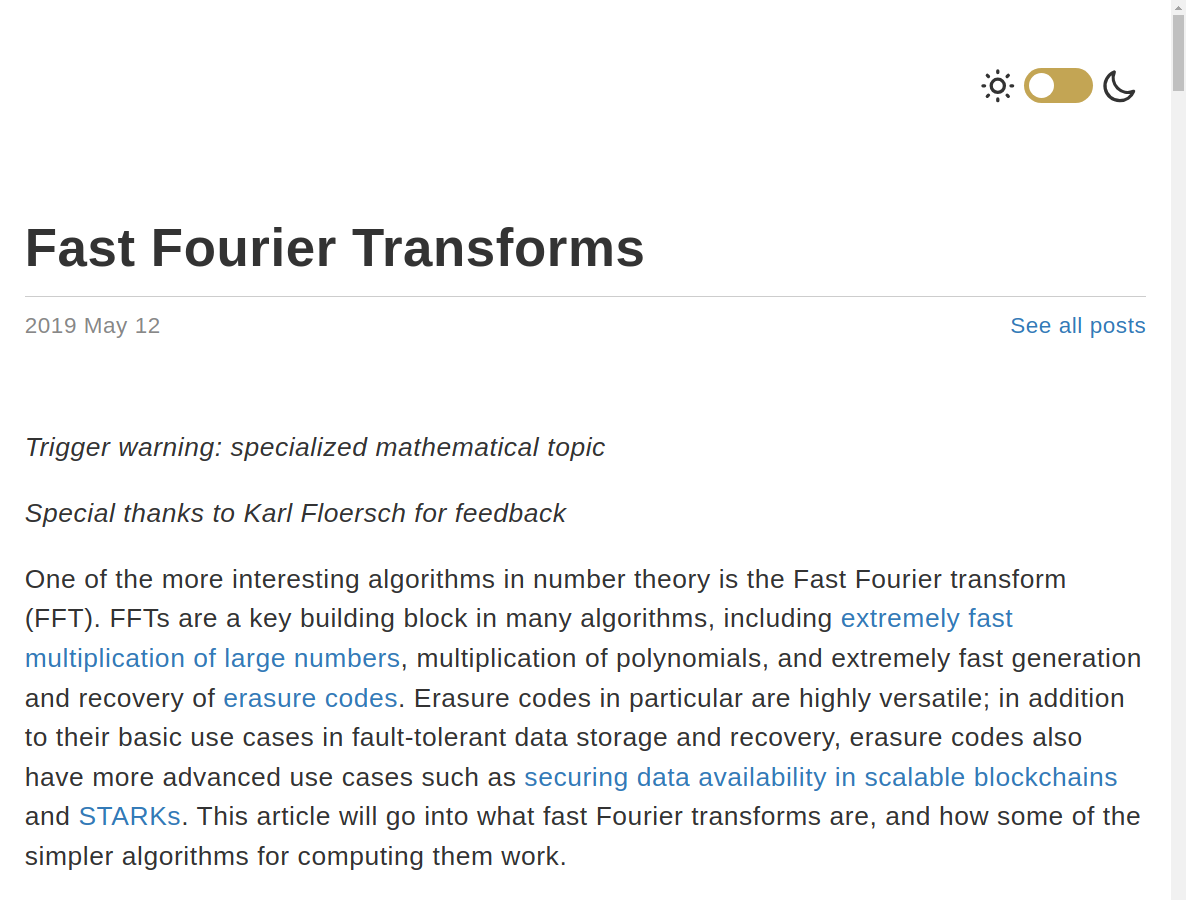 Fast Fourier Transforms
2019 May 12
See all posts
Trigger warning: specialized mathematical topic
Special thanks to Karl Floersch for feedback
One of the more interesting algorithms in number theory is the Fast Fourier transform
(FFT). FFTs are a key building block in many algorithms, including extremely fast
multiplication of large numbers, multiplication of polynomials, and extremely fast generation
and recovery of erasure codes. Erasure codes in particular are highly versatile; in addition
to their basic use cases in fault-tolerant data storage and recovery, erasure codes also
have more advanced use cases such as securing data availability in scalable blockchains
and STARKs. This article will go into what fast Fourier transforms are, and how some of the
simpler algorithms for computing them work.